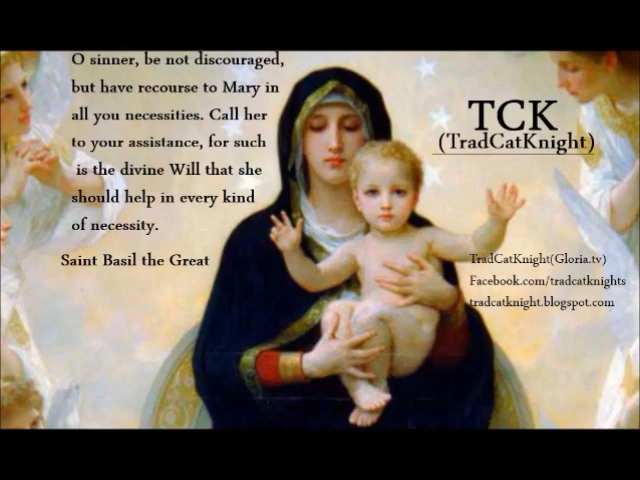 O sinner, be not discouraged,
but have recourse to Mary in
all you necessities. Call her
to your assistance, for such
is the divine Will that she
should help in every kind
of necessity.
Saint Basil the Great
TCK
(TradCatKnight)
TradCatKnight(Gloria.tv)
Facebook.com/tradcatknights
tradcatknight.blogspot.com